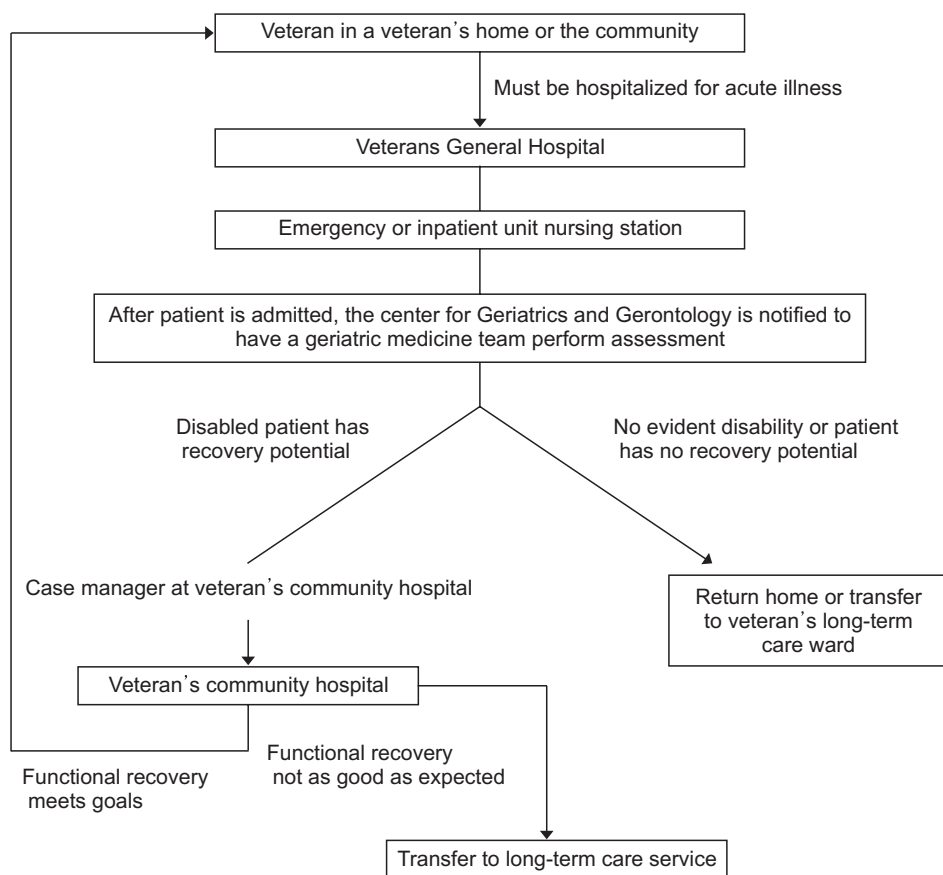 Veteran in a veteran's home or the community
Must be hospitalized for acute illness
Veterans General Hospital
Emergency or inpatient unit nursing station
After patient is admitted, the center for Geriatrics and Gerontology is notified to
have a geriatric medicine team perform assessment
Disabled patient has
recovery potential
No evident disability or patient
has no recovery potential
Case manager at veteran's community hospital
Return home or transfer
to veteran's long-term
care ward
Veteran's community hospital
Functional recovery
meets goals
Functional recovery
not as good as expected
Transfer to long-term care service